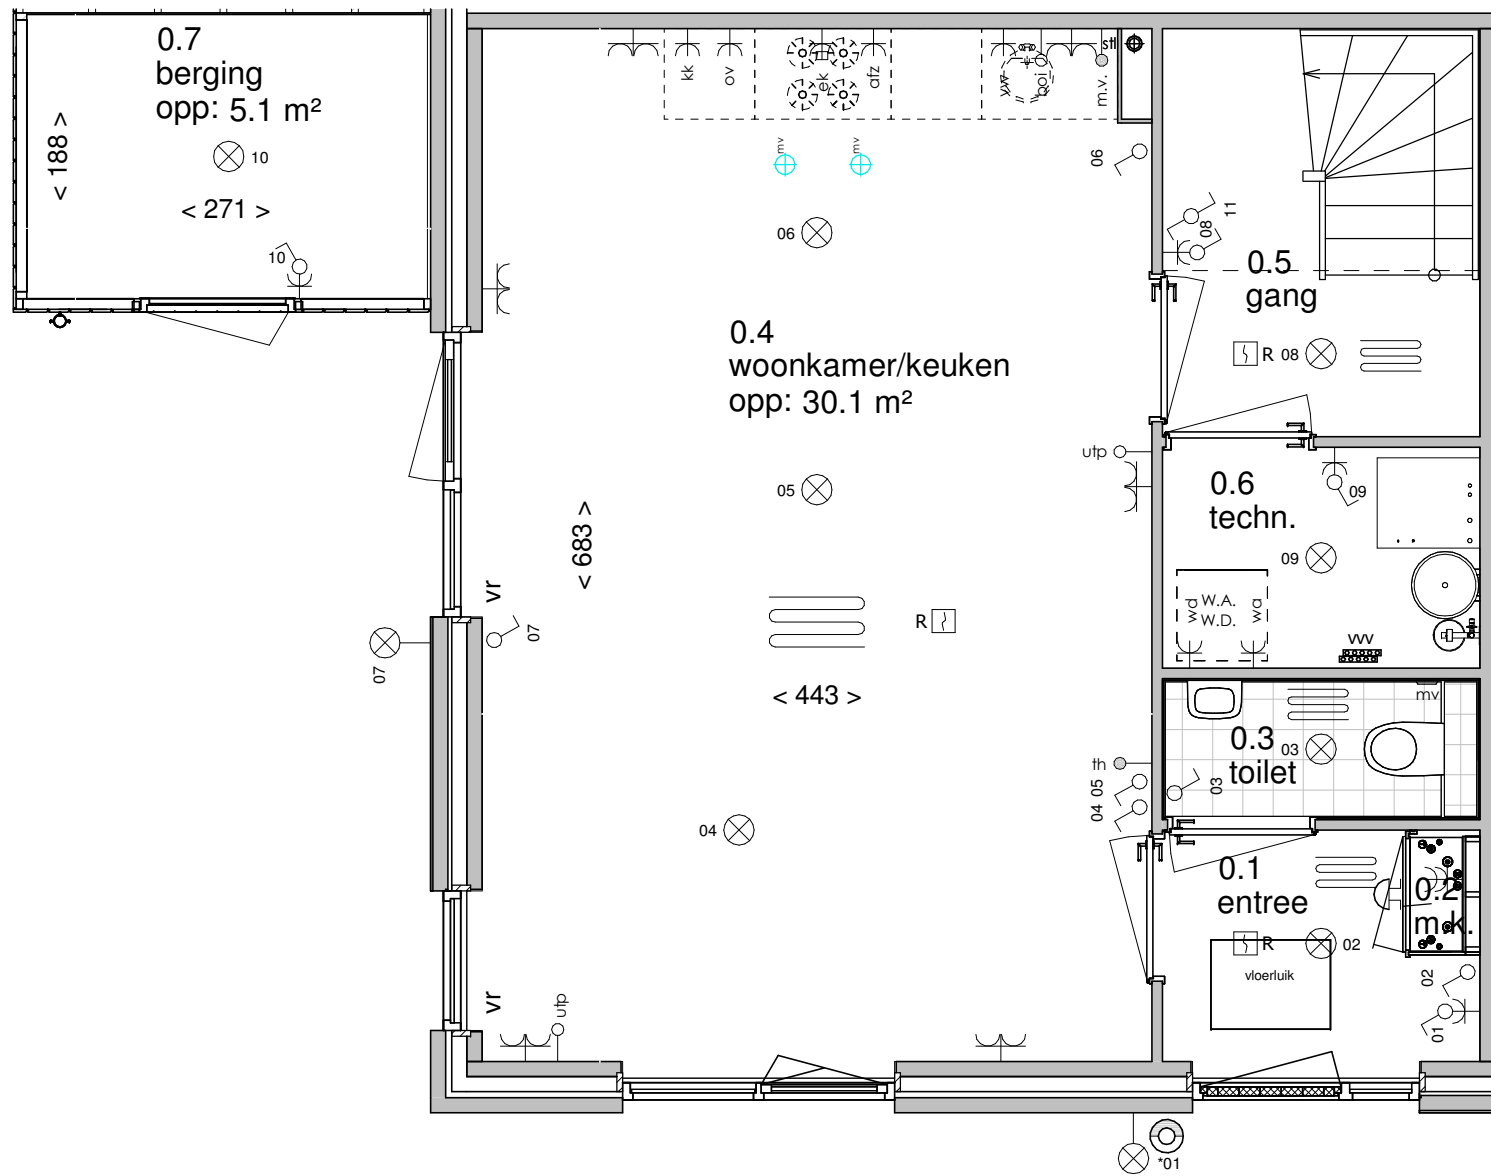 0.7
berging
opp: 5.1 m²
< 188 >
10
< 271 >
10
kk
ov
ek
afz
vw
boi
m.v.
stl
mv
mv
06
06
11
08
0.5
gang
R 08
0.4
woonkamer/keuken
opp: 30.1 m²
utp
05
< 683 >
0.6
techn.
09
09
wd
W.A.
W.D.
wa
vvv
vr
07
07
R
< 443 >
mv
0.3
03
toilet
03
th
05
04
04
0.1
entree
0.2
m.k.
R
02
vloerluik
02
01
vr
utp
*01